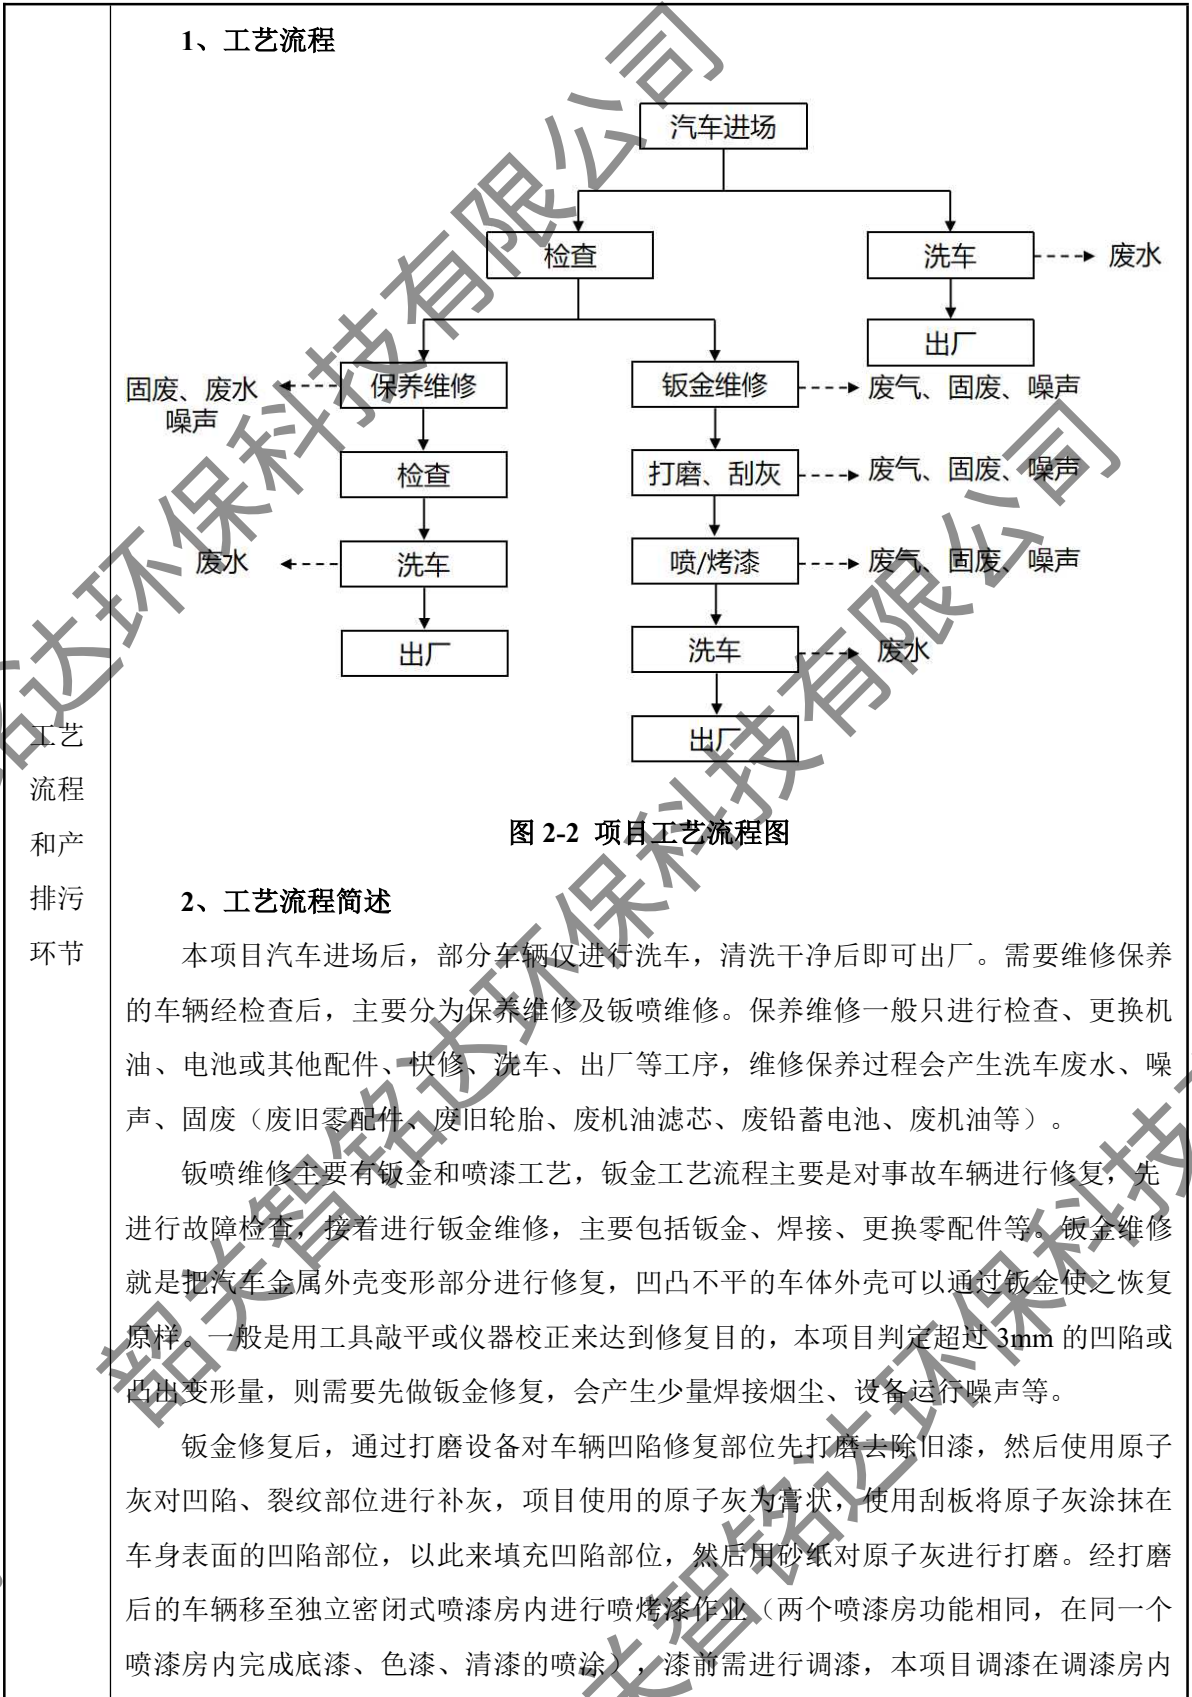 1、工艺流程
汽车进场
检查
洗车
废水
出厂
固废、废水
噪声
保养维修
钣金维修
废气、固废、噪声
检查
打磨、刮灰
废气、固废、噪声
废水
洗车
喷/烤漆
废气、固废、噪声
出厂
洗车
废水
出厂
图 2-2 项目工艺流程图
工艺
流程
和产
排污
环节
2、工艺流程简述
本项目汽车进场后，部分车辆仅进行洗车，清洗干净后即可出厂。需要维修保养
的车辆经检查后，主要分为保养维修及钣喷维修。保养维修一般只进行检查、更换机
油、电池或其他配件、快修、洗车、出厂等工序，维修保养过程会产生洗车废水、噪
声、固废（废旧零配件、废旧轮胎、废机油滤芯、废铅蓄电池、废机油等）。
钣喷维修主要有钣金和喷漆工艺，钣金工艺流程主要是对事故车辆进行修复，先
进行故障检查，接着进行钣金维修，主要包括钣金、焊接、更换零配件等。钣金维修
就是把汽车金属外壳变形部分进行修复，凹凸不平的车体外壳可以通过钣金使之恢复
原样。一般是用工具敲平或仪器校正来达到修复目的，本项目判定超过 3mm 的凹陷或
凸出变形量，则需要先做钣金修复，会产生少量焊接烟尘、设备运行噪声等。
钣金修复后，通过打磨设备对车辆凹陷修复部位先打磨去除旧漆，然后使用原子
灰对凹陷、裂纹部位进行补灰，项目使用的原子灰为膏状，使用刮板将原子灰涂抹在
车身表面的凹陷部位，以此来填充凹陷部位，然后用砂纸对原子灰进行打磨。经打磨
后的车辆移至独立密闭式喷漆房内进行喷烤漆作业（两个喷漆房功能相同，在同一个
喷漆房内完成底漆、色漆、清漆的喷涂），漆前需进行调漆，本项目调漆在调漆房内
韶关智铭达环保科技有限公司